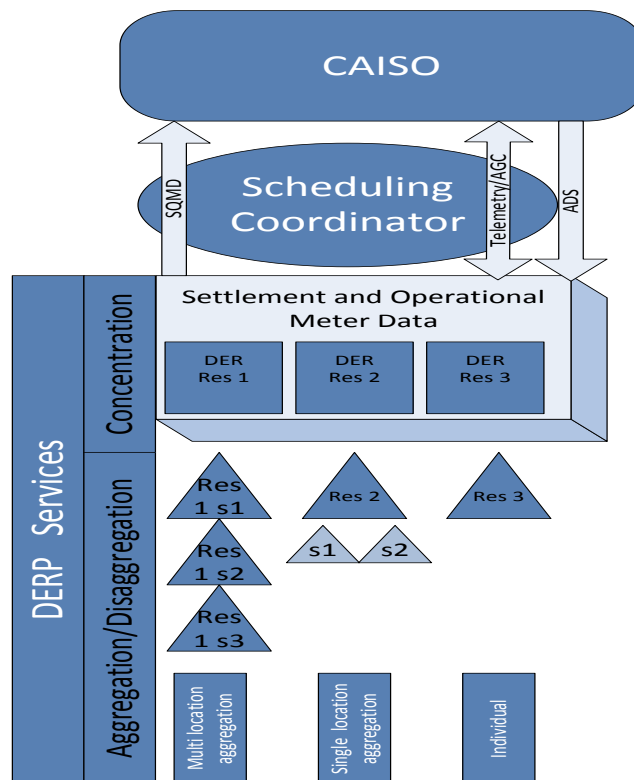 CAISO
Scheduling
Coordinator
SQMD
Telemetry/AGC
ADS
Settlement and Operational
Meter Data
DER
Res 1
DER
Res 2
DER
Res 3
DERP Services
Concentration
Aggregation/Disaggregation
Res
1 s1
Res 2
Res 3
Res
1 s2
s1
s2
Res
1 s3
Multi location
aggregation
Single location
aggregation
Individual